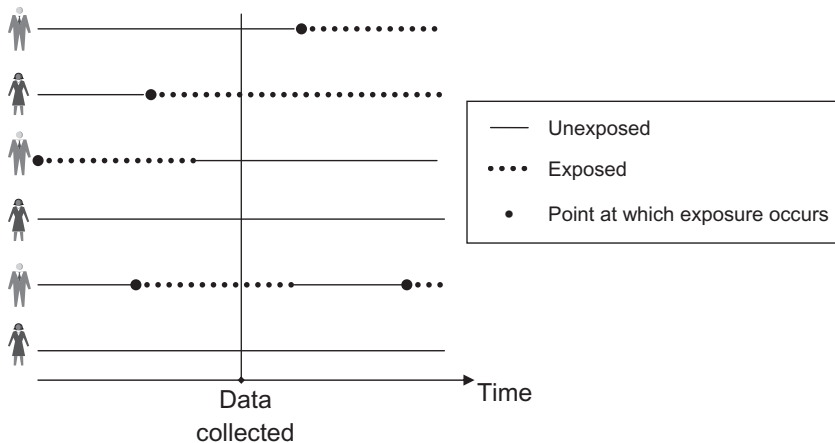 Unexposed
Exposed
Point at which exposure occurs
Time
Data
collected